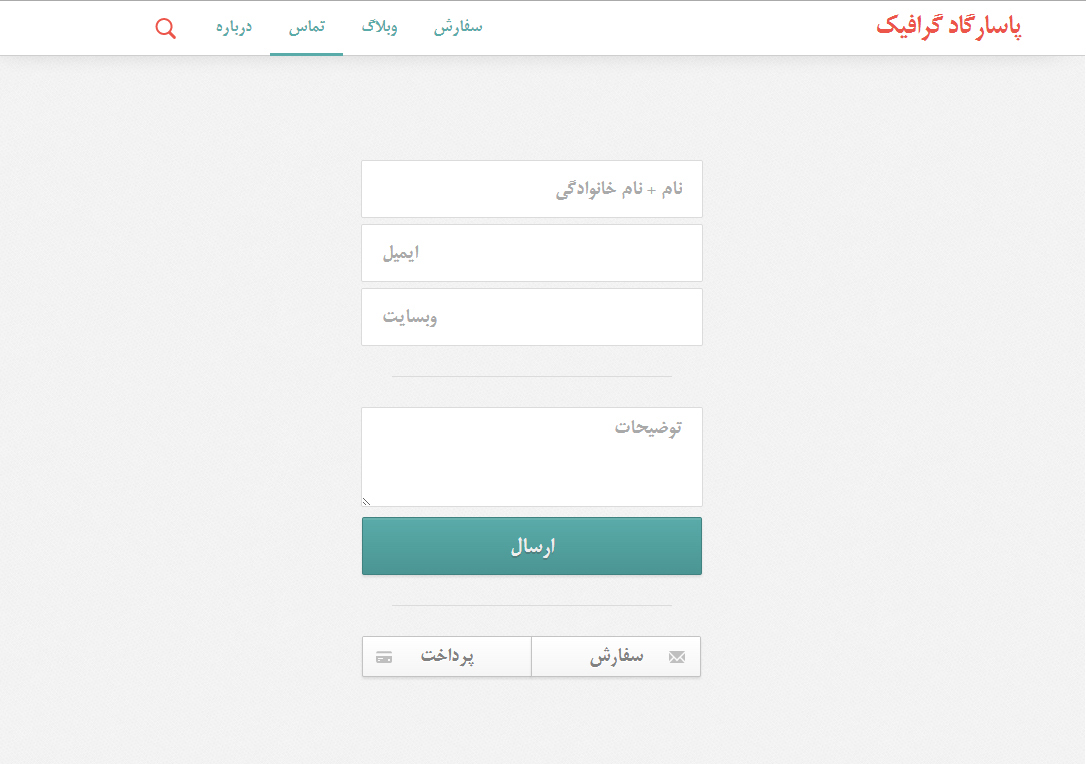 پاسارگاد گرافیک
سفارش وبلاگ تماس درباره
نام + نام خانوادگی
ایمیل
وبسایت
توضیحات
ارسال
سفارش پرداخت